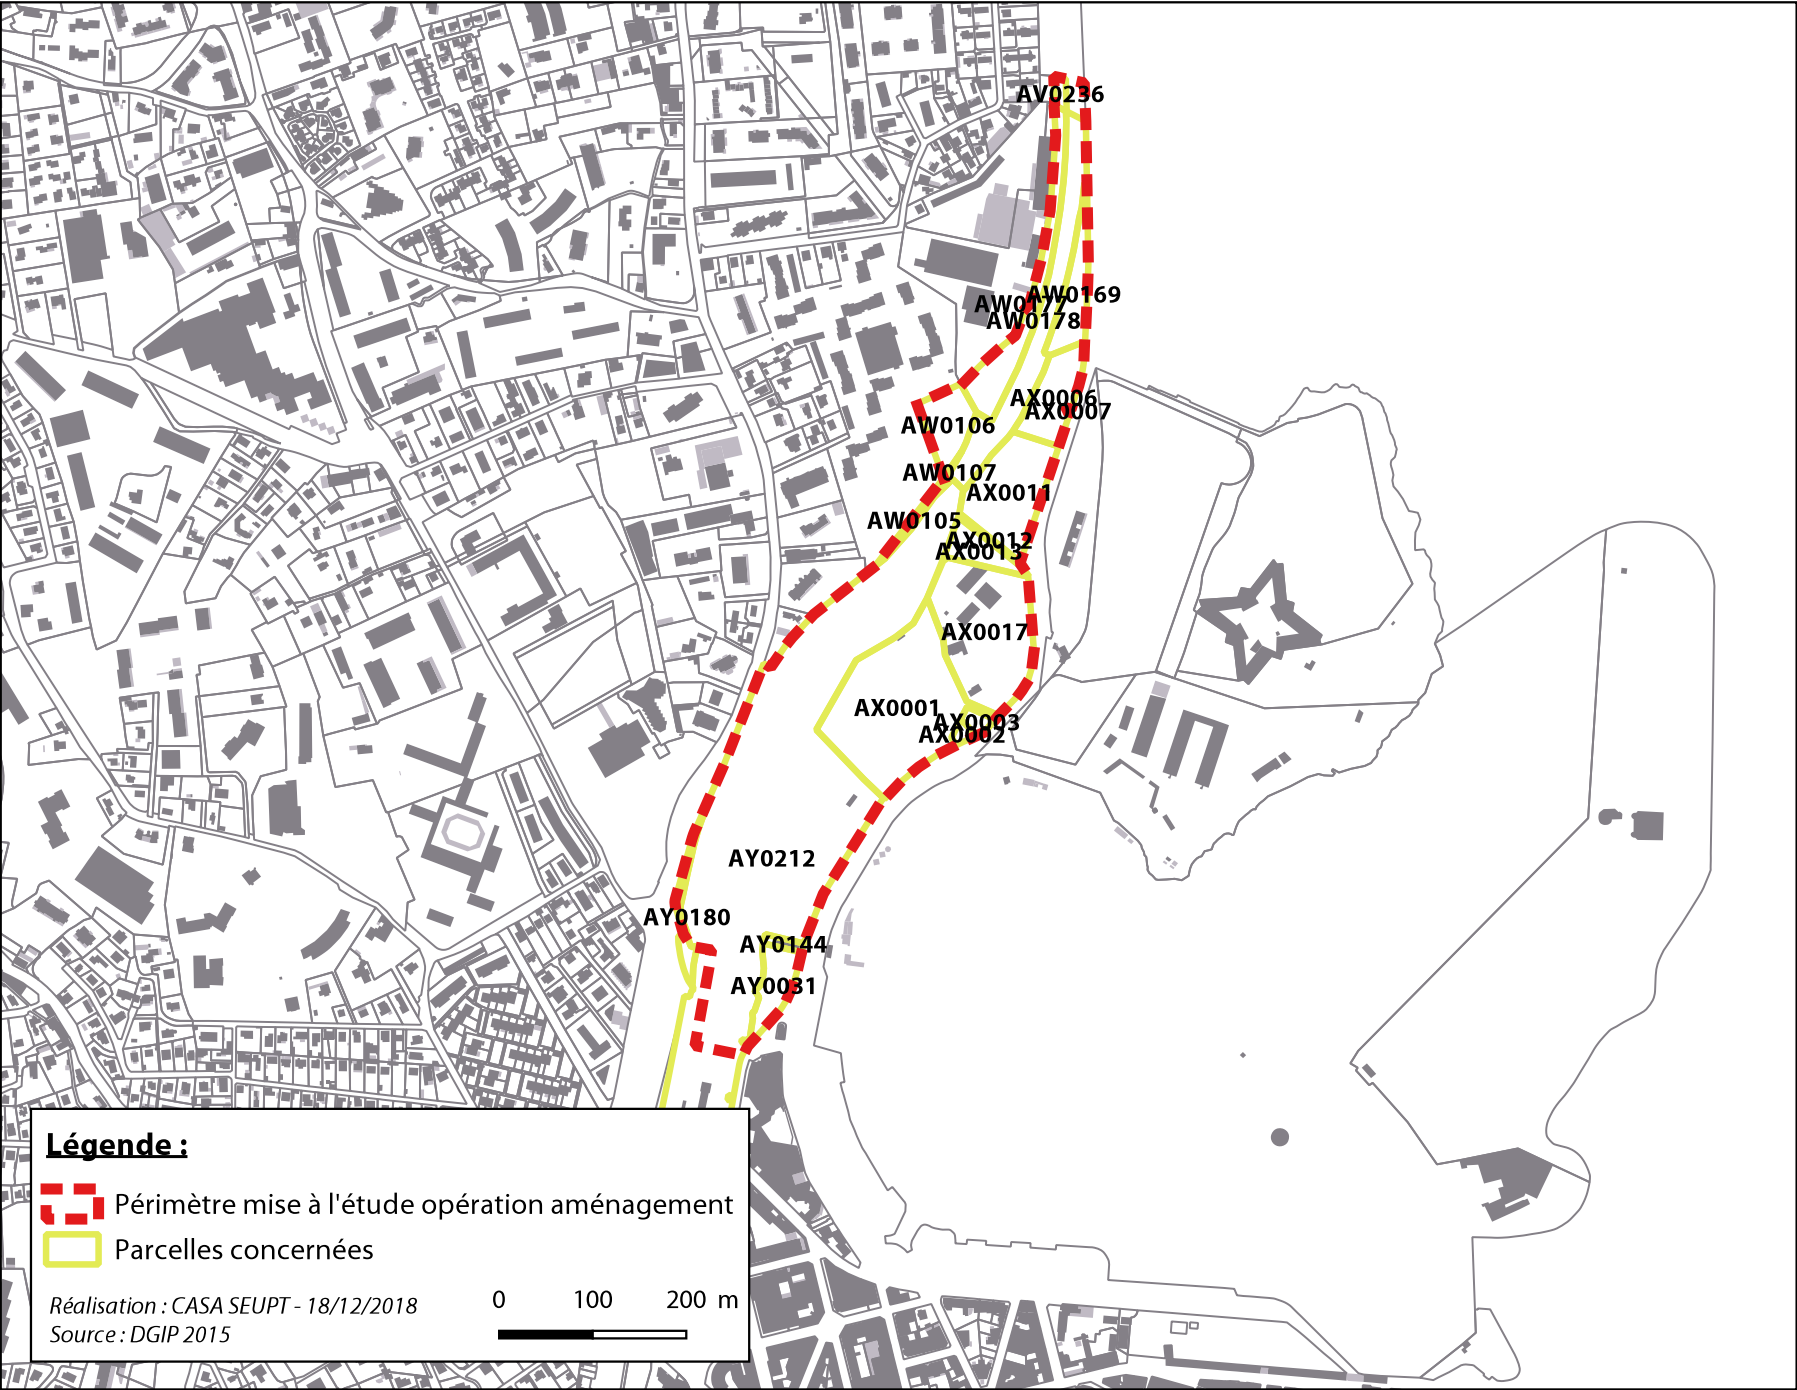 AV0236
AW0169
AW0177
AW0178
AX0006
AX0007
AW0106
AW0107
AX0011
AW0105
AX0012
AX0013
AX0017
AX0001
AX0003
AX0002
AY0212
AY0180
AY0144
AY0031
Légende :
Périmètre mise à l'étude opération aménagement
Parcelles concernées
Réalisation : CASA SEUPT - 18/12/2018
Source : DGIP 2015
0 100 200 m